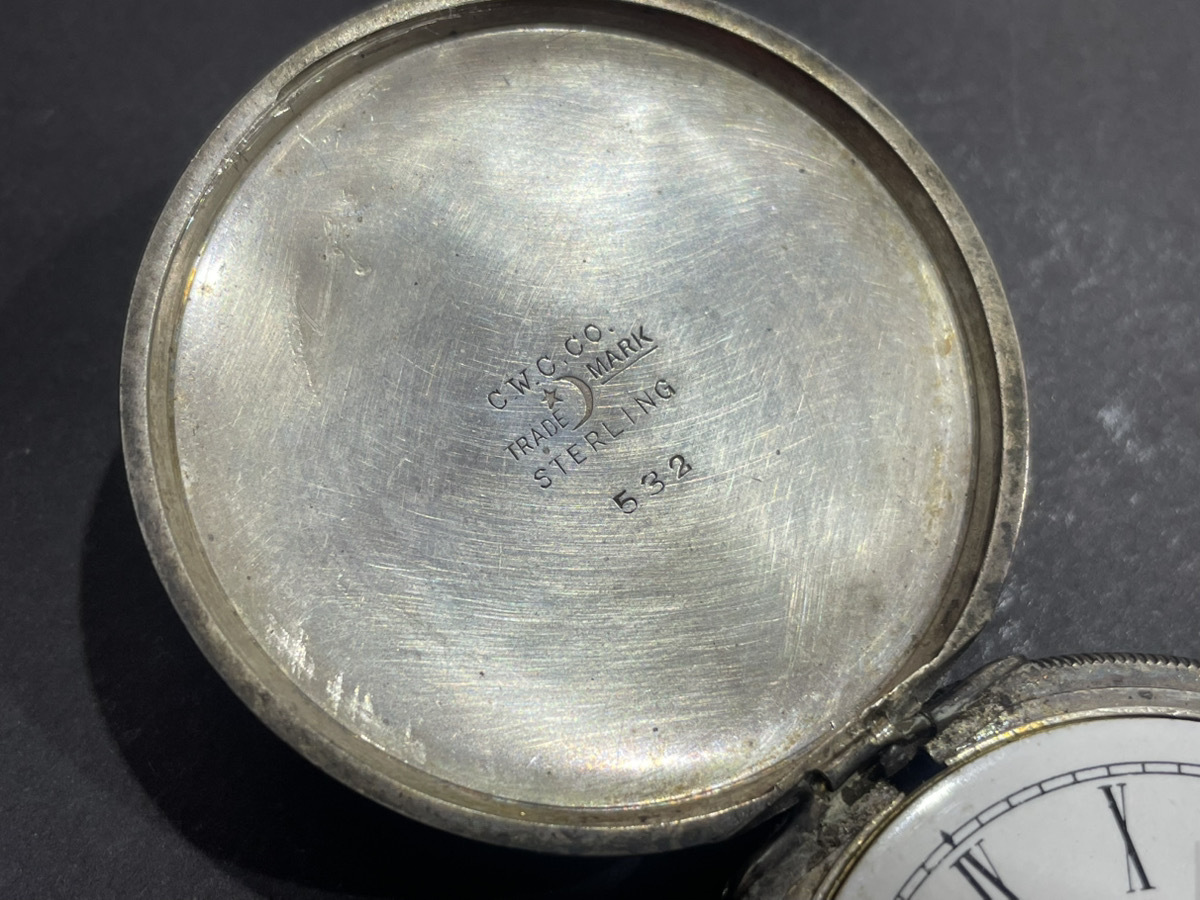 C.W.C.CO.
TRADE MARK
STERLING
532
X